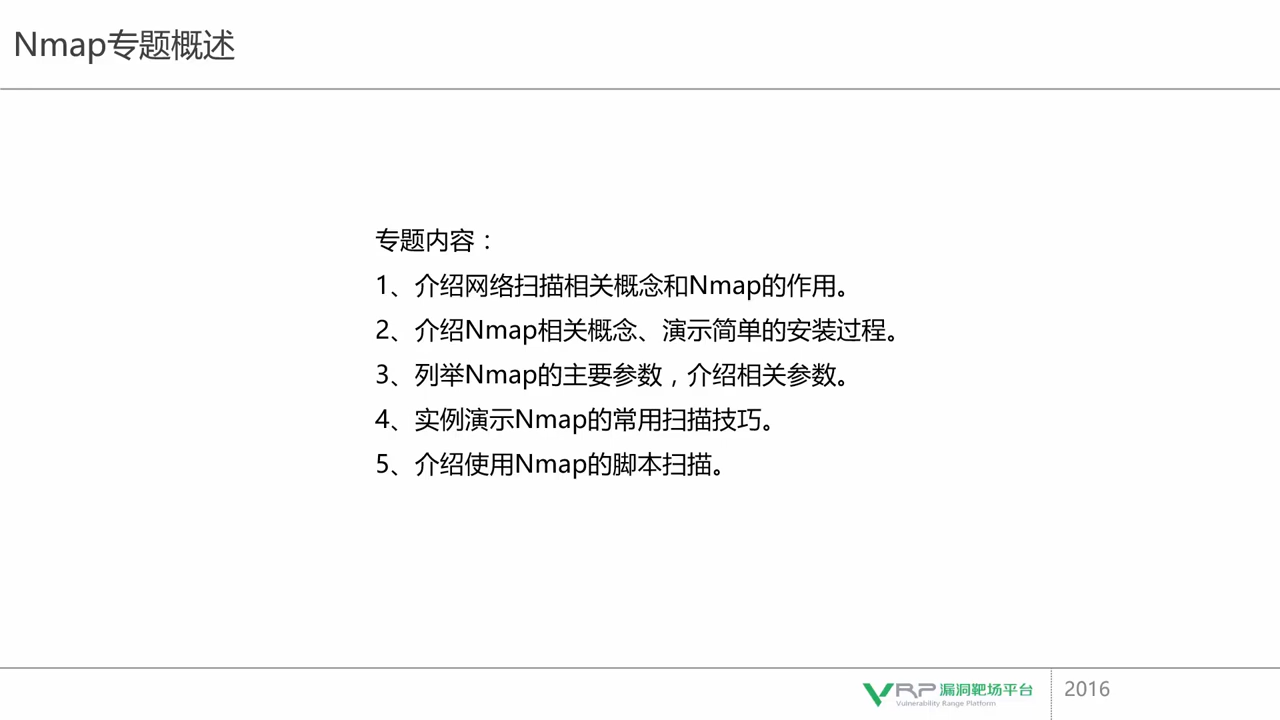 Nmap专题概述
专题内容：
1、介绍网络扫描相关概念和Nmap的作用。
2、介绍Nmap相关概念、演示简单的安装过程。
3、列举Nmap的主要参数，介绍相关参数。
4、实例演示Nmap的常用扫描技巧。
5、介绍使用Nmap的脚本扫描。
VRP 漏洞靶场平台
Vulnerability Range Platform
2016